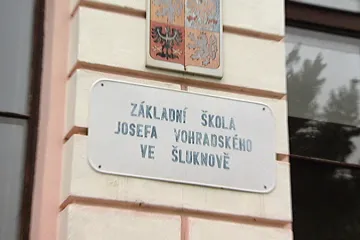 ZÁKLADNÍ ŠKOLA
JOSEFA VOHRADSKÉHO
VE ŠLUKNOVĚ